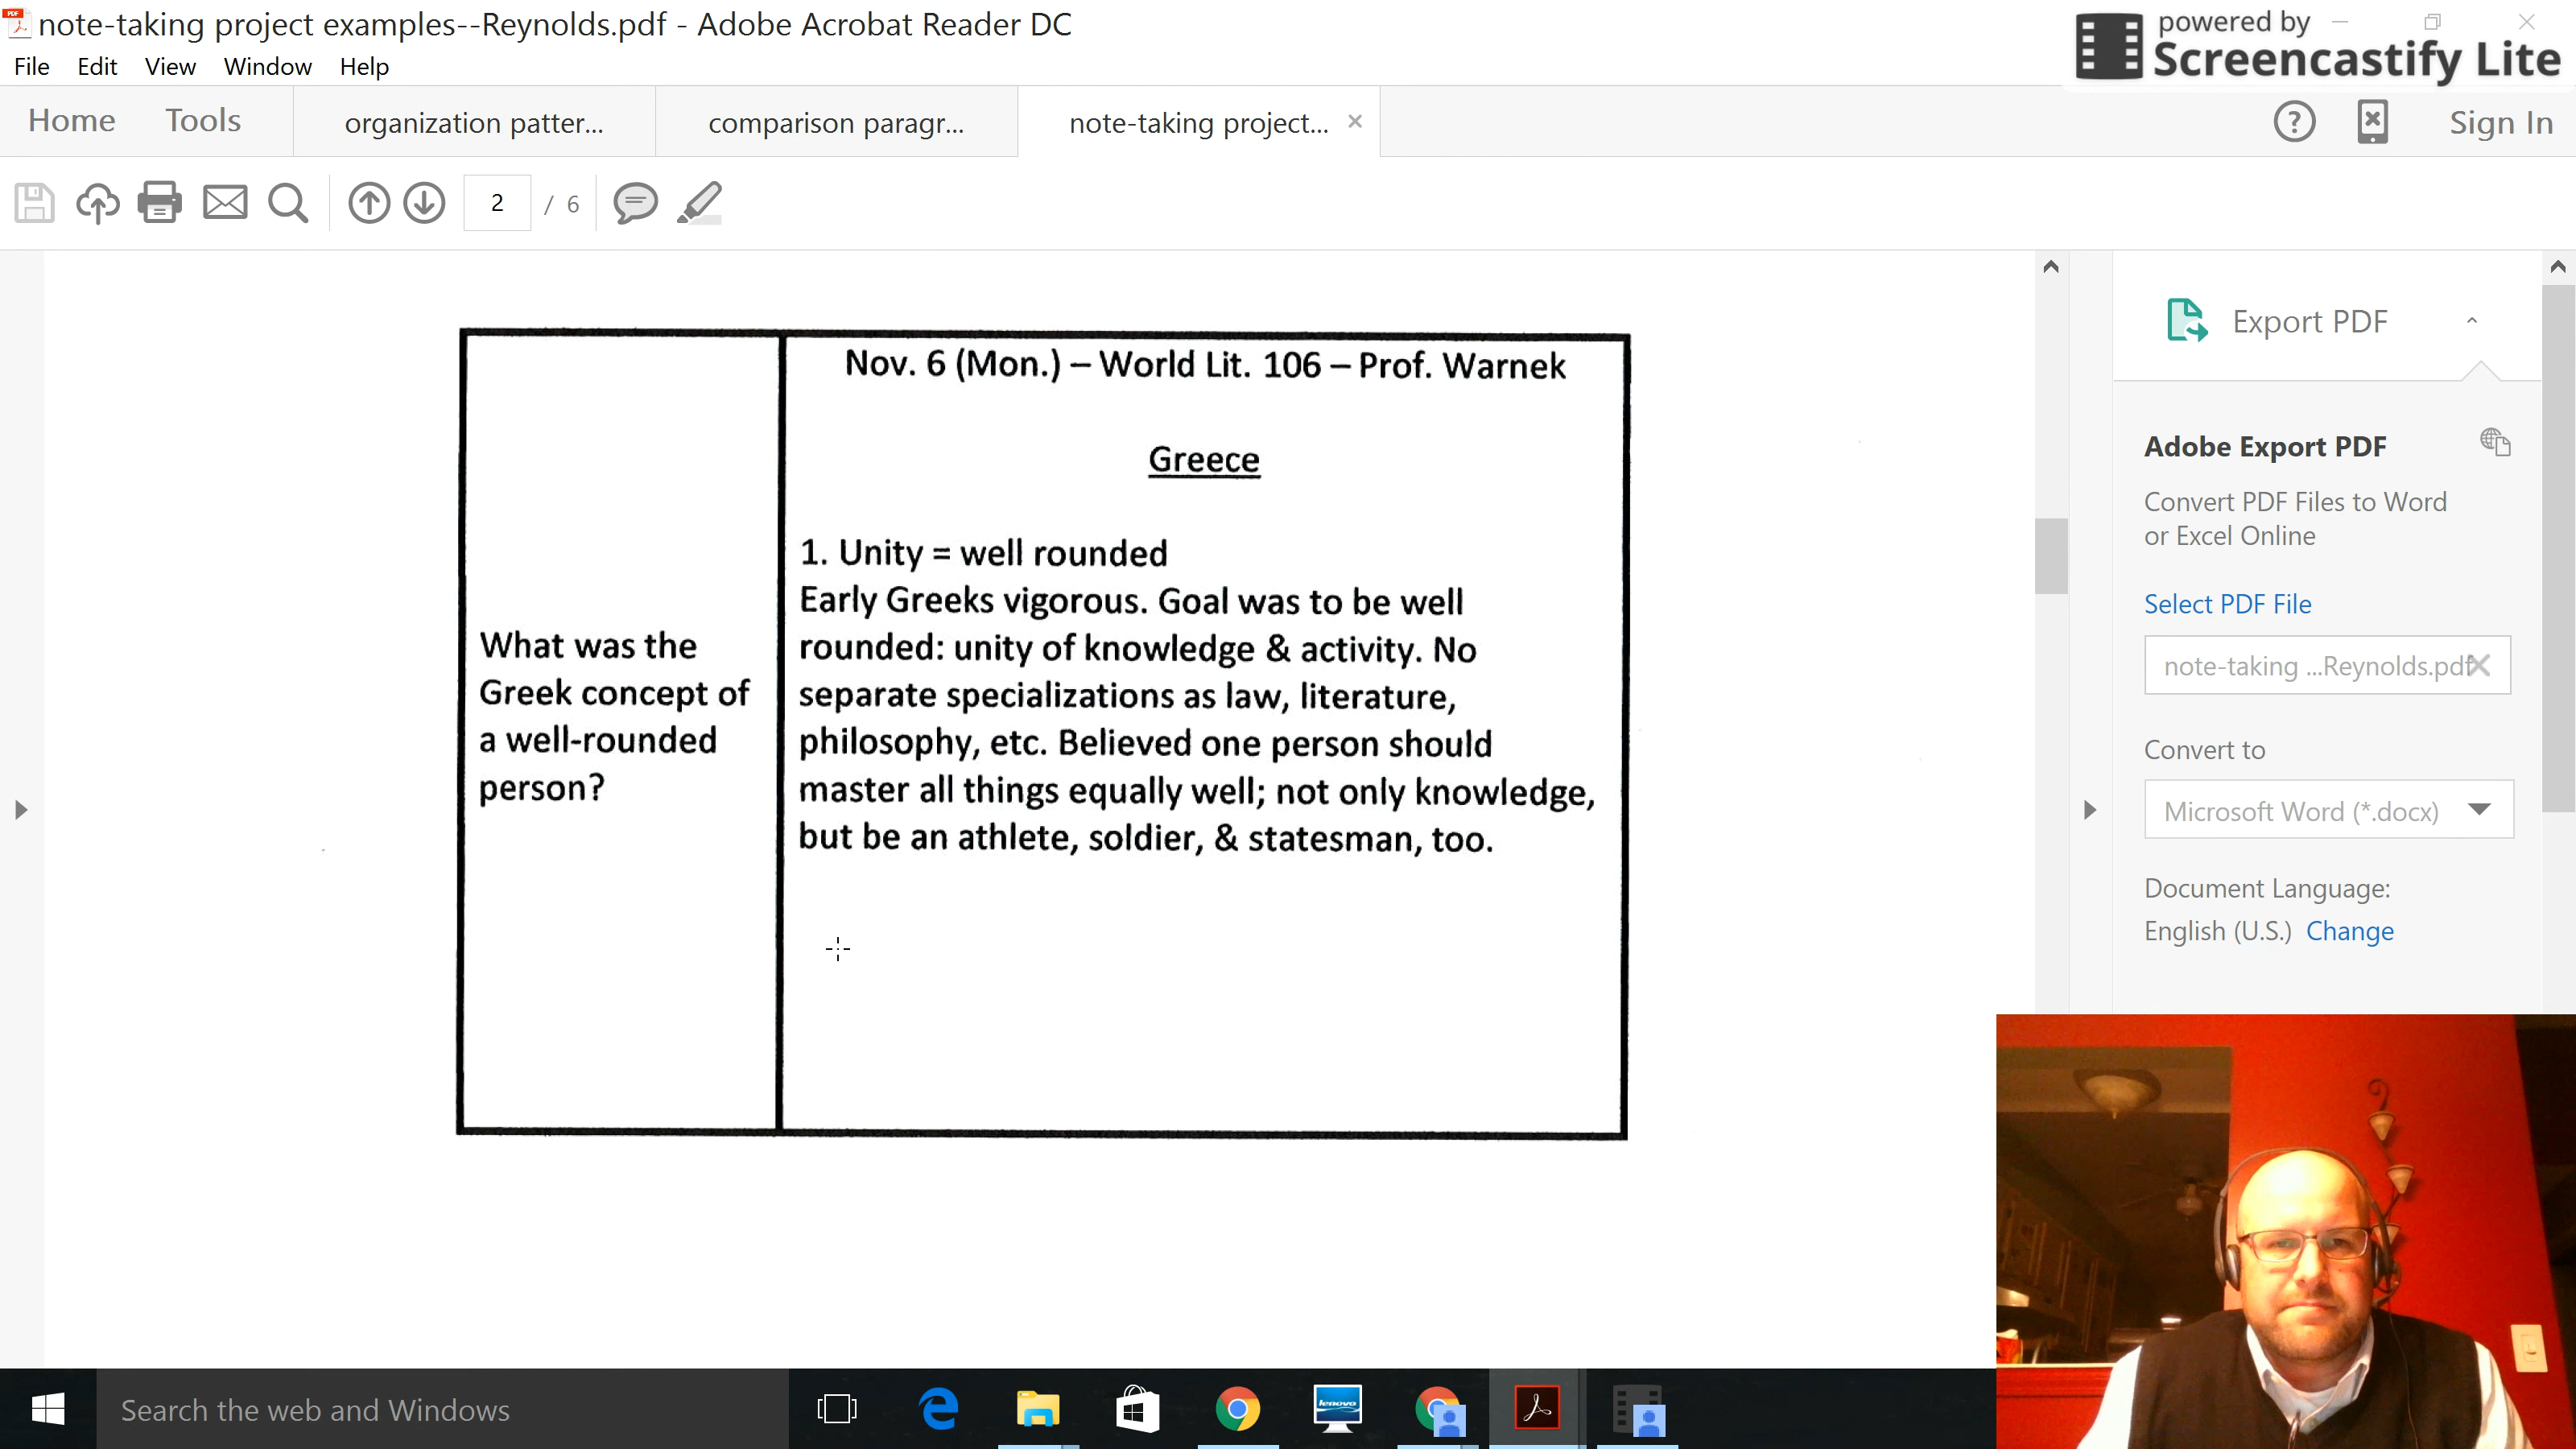 note-taking project examples--Reynolds.pdf - Adobe Acrobat Reader DC
powered by
Screencastify Lite
File Edit View Window Help
Home Tools organization patter... comparison paragr... note-taking project... Sign In
2 / 6
Export PDF
Adobe Export PDF
Convert PDF Files to Word
or Excel Online
Select PDF File
note-taking ...Reynolds.pdf
Convert to
Microsoft Word (*.docx)
Document Language:
English (U.S.) Change
What was the
Greek concept of
a well-rounded
person?
Nov. 6 (Mon.) – World Lit. 106 – Prof. Warnek
Greece
1. Unity = well rounded
Early Greeks vigorous. Goal was to be well
rounded: unity of knowledge & activity. No
separate specializations as law, literature,
philosophy, etc. Believed one person should
master all things equally well; not only knowledge,
but be an athlete, soldier, & statesman, too.
Search the web and Windows
lenovo